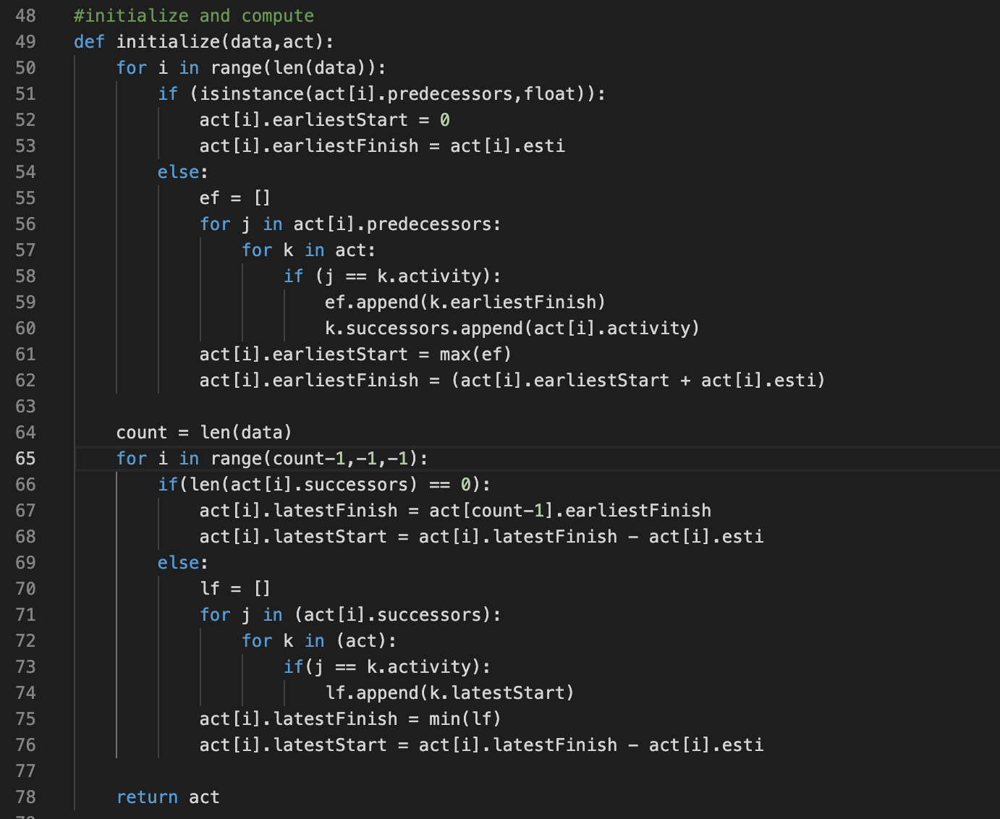 48 #initialize and compute
49 def initialize(data,act):
50     for i in range(len(data)):
51         if (isinstance(act[i].predecessors,float)):
52             act[i].earliestStart = 0
53             act[i].earliestFinish = act[i].esti
54         else:
55             ef = []
56             for j in act[i].predecessors:
57                 for k in act:
58                     if (j == k.activity):
59                         ef.append(k.earliestFinish)
60                         k.successors.append(act[i].activity)
61             act[i].earliestStart = max(ef)
62             act[i].earliestFinish = (act[i].earliestStart + act[i].esti)
63
64     count = len(data)
65     for i in range(count-1,-1,-1):
66         if(len(act[i].successors) == 0):
67             act[i].latestFinish = act[count-1].earliestFinish
68             act[i].latestStart = act[i].latestFinish - act[i].esti
69         else:
70             lf = []
71             for j in (act[i].successors):
72                 for k in (act):
73                     if(j == k.activity):
74                         lf.append(k.latestStart)
75             act[i].latestFinish = min(lf)
76             act[i].latestStart = act[i].latestFinish - act[i].esti
77
78     return act